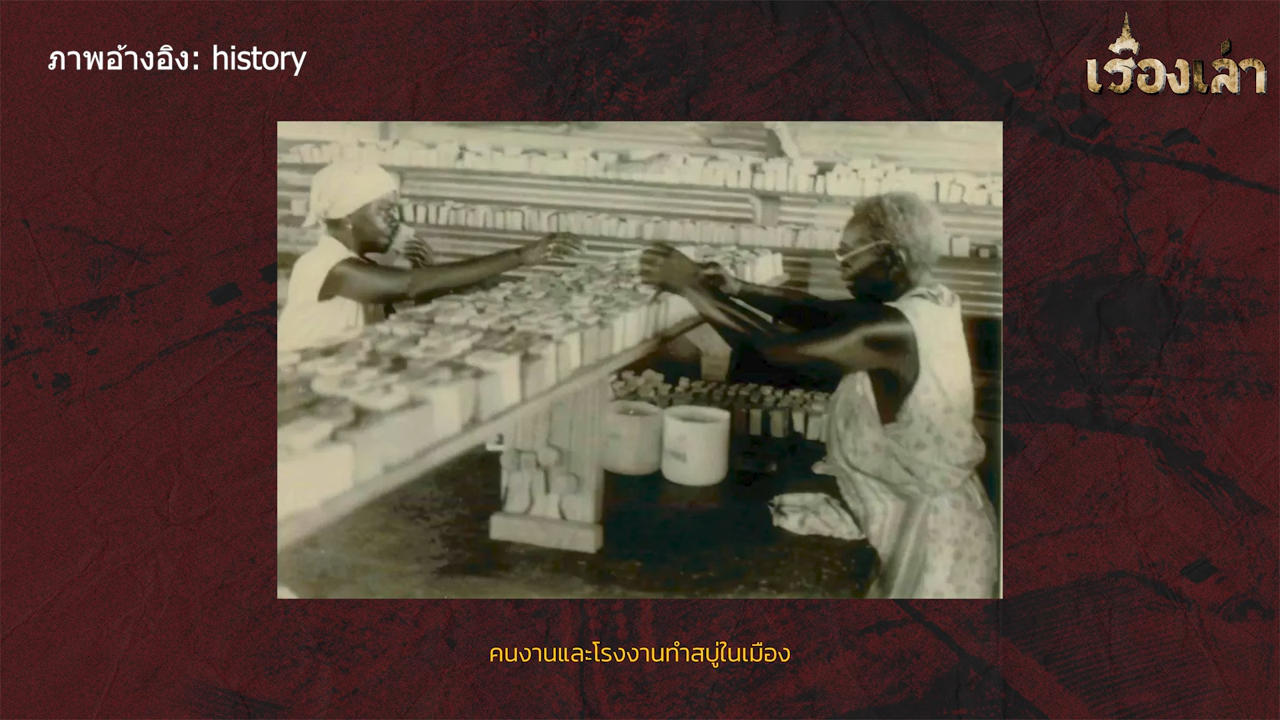 ภาพอ้างอิง: history
เรื่องเล่า
คนงานและโรงงานทำสบู่ในเมือง